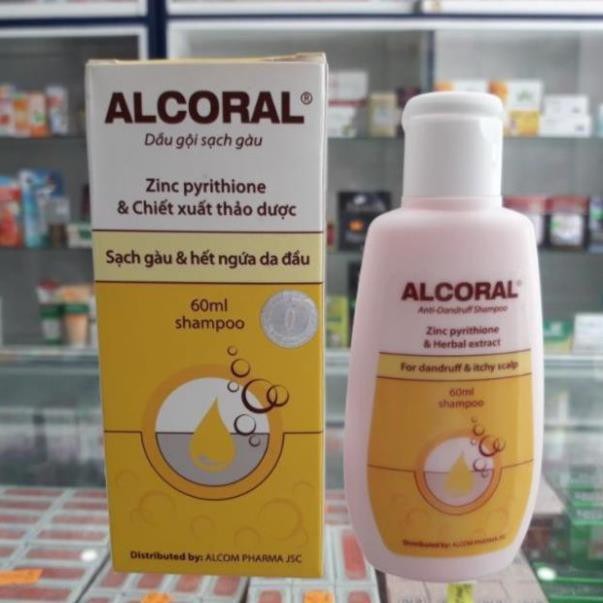 ALCORAL®
Dầu gội sạch gàu
Zinc pyrithione
& Chiết xuất thảo dược
Sạch gàu & hết ngứa da đầu
60ml
shampoo
Distributed by: ALCOM PHARMA JSC
ALCORAL®
Anti-Dandruff Shampoo
Zinc pyrithione
& Herbal extract
For dandruff & itchy scalp
60ml
shampoo
Distributed by: ALCOM PHARMA JSC